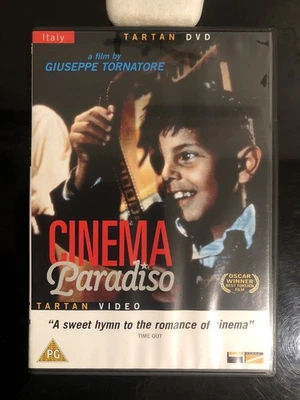 Italy
TARTAN DVD
a film by
GIUSEPPE TORNATORE
CINEMA
Paradiso
OSCAR
WINNER
BEST FOREIGN
FILM
TARTAN VIDEO
"A sweet hymn to the romance of cinema"
TIME OUT
PG